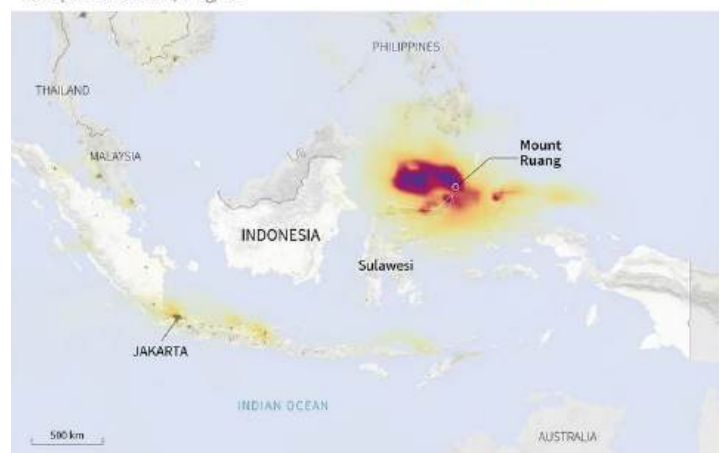 PHILIPPINES
THAILAND
MALAYSIA
Mount
Ruang
INDONESIA
Sulawesi
JAKARTA
INDIAN OCEAN
500 km
AUSTRALIA